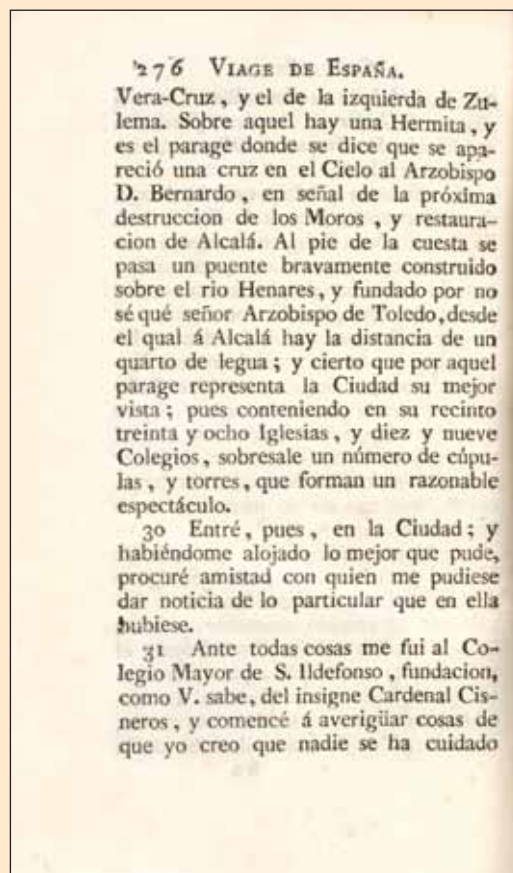 276 VIAGE DE ESPAÑA.
Vera-Cruz, y el de la izquierda de Zu-
lema. Sobre aquel hay una Hermita, y
es el parage donde se dice que se apa-
reció una cruz en el Cielo al Arzobispo
D. Bernardo, en señal de la próxima
destruccion de los Moros, y restaura-
cion de Alcalá. Al pie de la cuesta se
pasa un puente bravamente construido
sobre el rio Henares, y fundado por no
sé qué señor Arzobispo de Toledo, desde
el qual á Alcalá hay la distancia de un
quarto de legua; y cierto que por aquel
parage representa la Ciudad su mejor
vista; pues conteniendo en su recinto
treinta y ocho Iglesias, y diez y nueve
Colegios, sobresale un número de cúpu-
las, y torres, que forman un razonable
espectáculo.
30 Entré, pues, en la Ciudad; y
habiéndome alojado lo mejor que pude,
procuré amistad con quien me pudiese
dar noticia de lo particular que en ella
hubiese.
31 Ante todas cosas me fui al Co-
legio Mayor de S. Ildefonso, fundacion,
como V. sabe, del insigne Cardenal Cis-
neros, y comencé á averigüar cosas de
que yo creo que nadie se ha cuidado